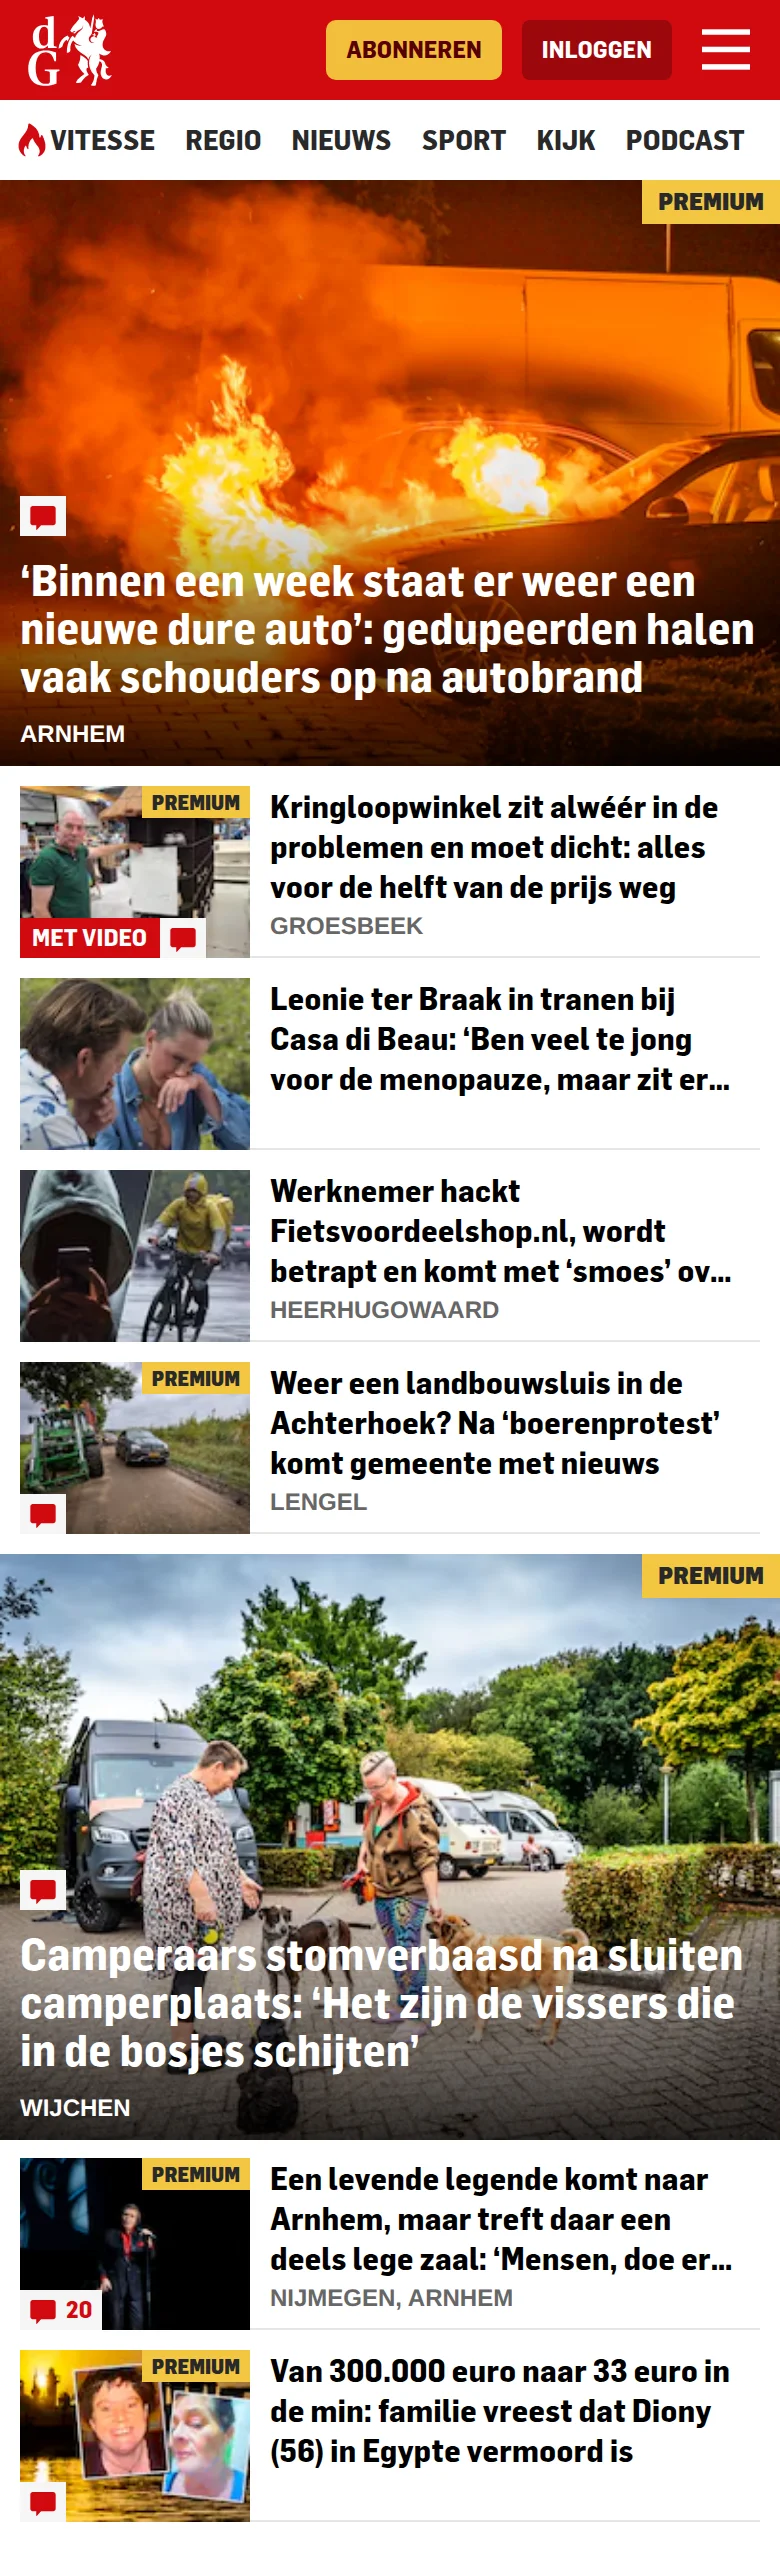 dG
ABONNEREN
INLOGGEN
VITESSE REGIO NIEUWS SPORT KIJK PODCAST
PREMIUM
‘Binnen een week staat er weer een
nieuwe dure auto’: gedupeerden halen
vaak schouders op na autobrand
ARNHEM
PREMIUM
MET VIDEO
Kringloopwinkel zit alwéér in de
problemen en moet dicht: alles
voor de helft van de prijs weg
GROESBEEK
Leonie ter Braak in tranen bij
Casa di Beau: ‘Ben veel te jong
voor de menopauze, maar zit er...
Werknemer hackt
Fietsvoordeelshop.nl, wordt
betrapt en komt met ‘smoes’ ov...
HEERHUGOWAARD
PREMIUM
Weer een landbouwsluis in de
Achterhoek? Na ‘boerenprotest’
komt gemeente met nieuws
LENGEL
PREMIUM
Camperaars stomverbaasd na sluiten
camperplaats: ‘Het zijn de vissers die
in de bosjes schijten’
WIJCHEN
PREMIUM
20
Een levende legende komt naar
Arnhem, maar treft daar een
deels lege zaal: ‘Mensen, doe er...
NIJMEGEN, ARNHEM
PREMIUM
Van 300.000 euro naar 33 euro in
de min: familie vreest dat Diony
(56) in Egypte vermoord is